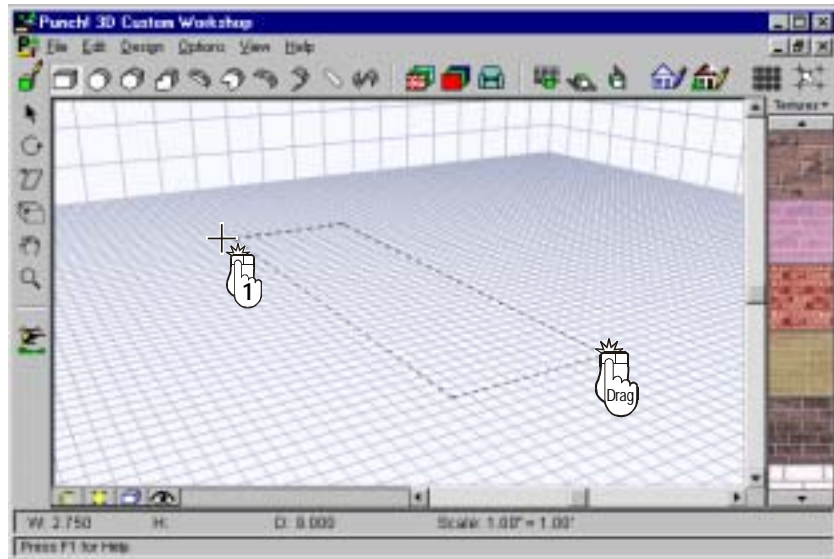 Punch! 3D Custom Workshop
File Edit Design Options View Help
Textures
1
Drag
W: 2.750 H: D: 8.000 Scale: 1.00" = 1.00"
Press F1 for Help